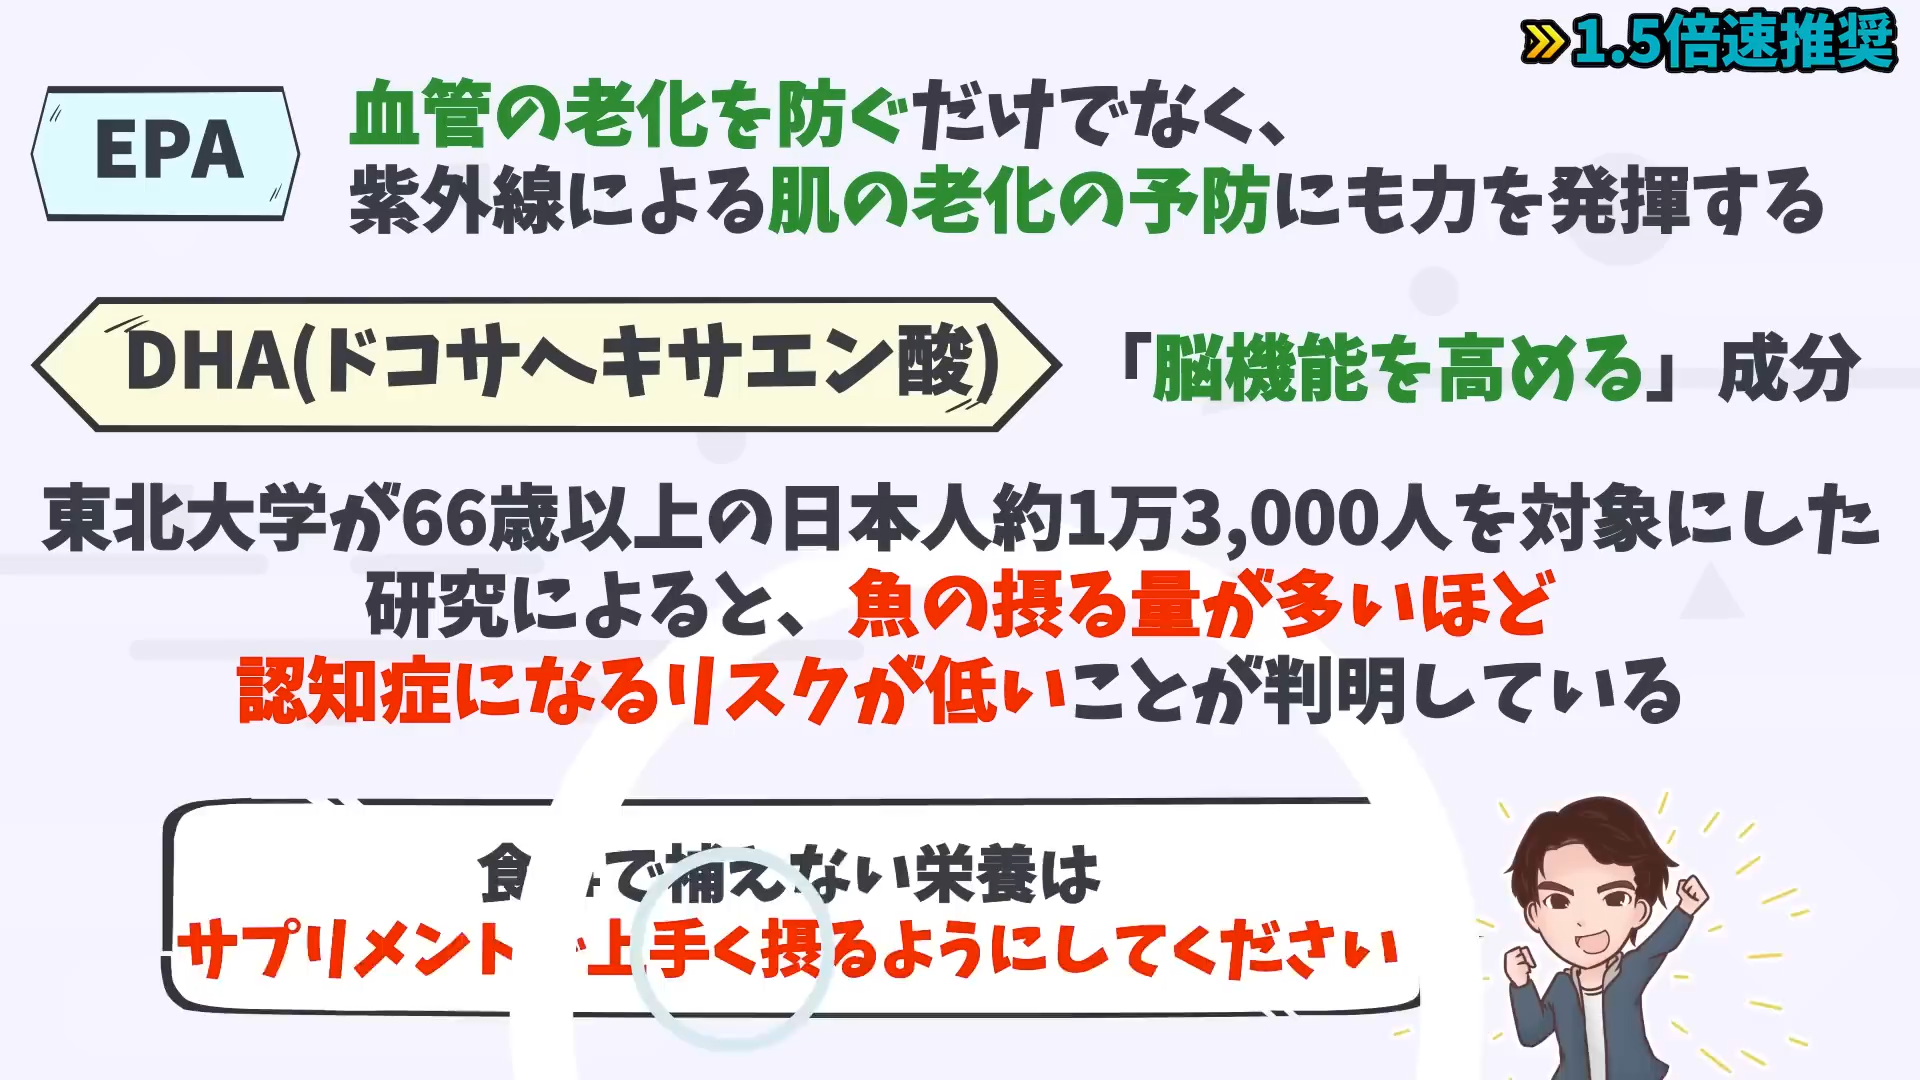 1.5倍速推奨
EPA
血管の老化を防ぐだけでなく、
紫外線による肌の老化の予防にも力を発揮する
DHA(ドコサヘキサエン酸)
「脳機能を高める」成分
東北大学が66歳以上の日本人約1万3,000人を対象にした
研究によると、魚の摂る量が多いほど
認知症になるリスクが低いことが判明している
食 で補えない栄養は
サプリメント 上手く摂るようにしてください